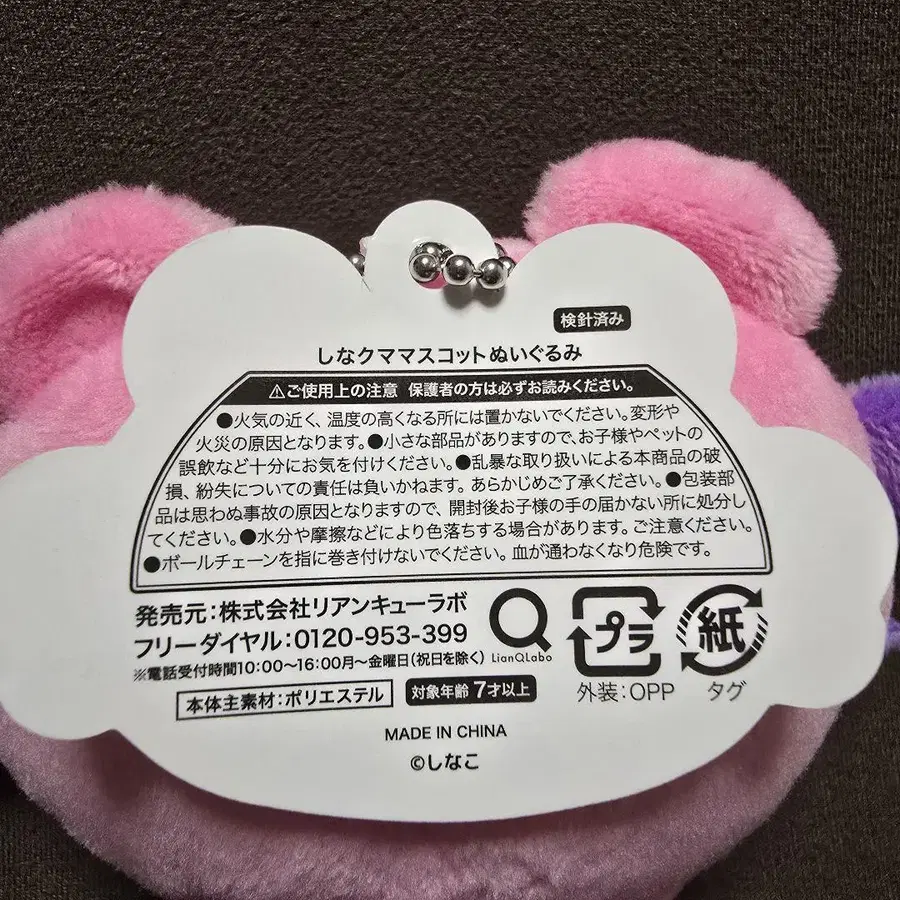 検針済み
しなクママスコットぬいぐるみ
⚠ご使用上の注意 保護者の方は必ずお読みください。
●火気の近く、温度の高くなる所には置かないでください。変形や
火災の原因となります。●小さな部品がありますので、お子様やペットの
誤飲など十分にお気を付けください。●乱暴な取り扱いによる本商品の破
損、紛失についての責任は負いかねます。あらかじめご了承ください。●包装部
品は思わぬ事故の原因となりますので、開封後お子様の手の届かない所に処分し
てください。●水分や摩擦などにより色落ちする場合があります。ご注意ください。
●ボールチェーンを指に巻き付けないでください。血が通わなくなり危険です。
発売元:株式会社リアンキューラボ
フリーダイヤル:0120-953-399
※電話受付時間10:00〜16:00月〜金曜日(祝日を除く)
LianQLabo
プラ
外装:OPP
紙
タグ
本体主素材:ポリエステル
対象年齢7才以上
MADE IN CHINA
©しなこ